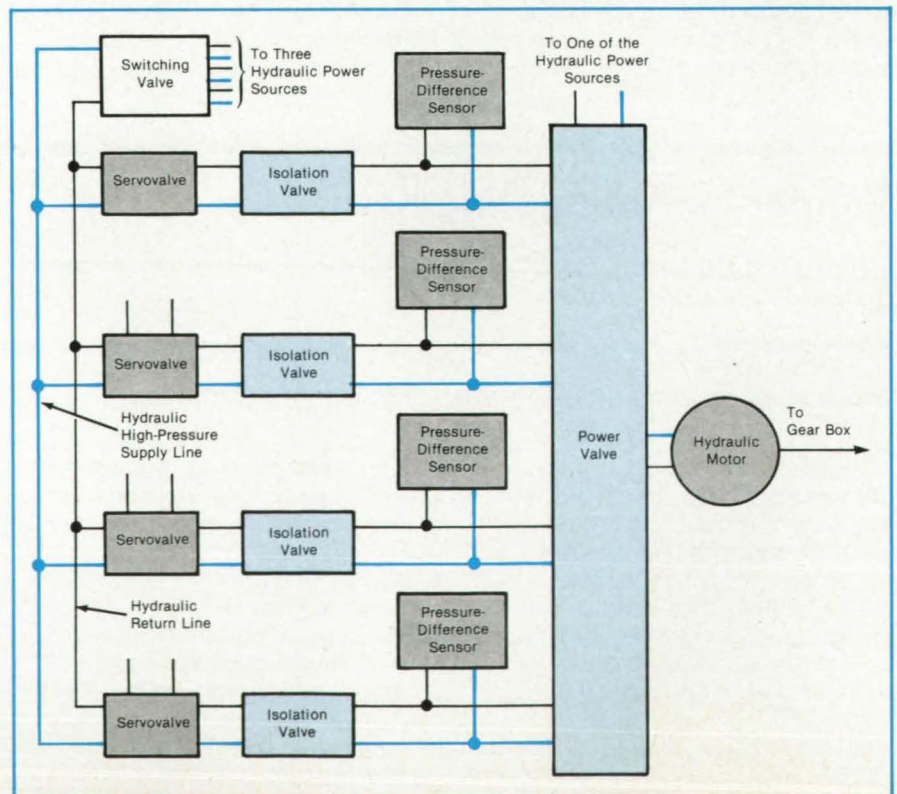 Switching
Valve
To Three
Hydraulic Power
Sources
Pressure-
Difference
Sensor
To One of the
Hydraulic Power
Sources
Servovalve
Isolation
Valve
Pressure-
Difference
Sensor
Servovalve
Isolation
Valve
Hydraulic
High-Pressure
Supply Line
Pressure-
Difference
Sensor
Power
Valve
Hydraulic
Motor
To
Gear Box
Servovalve
Isolation
Valve
Hydraulic
Return Line
Pressure-
Difference
Sensor
Servovalve
Isolation
Valve